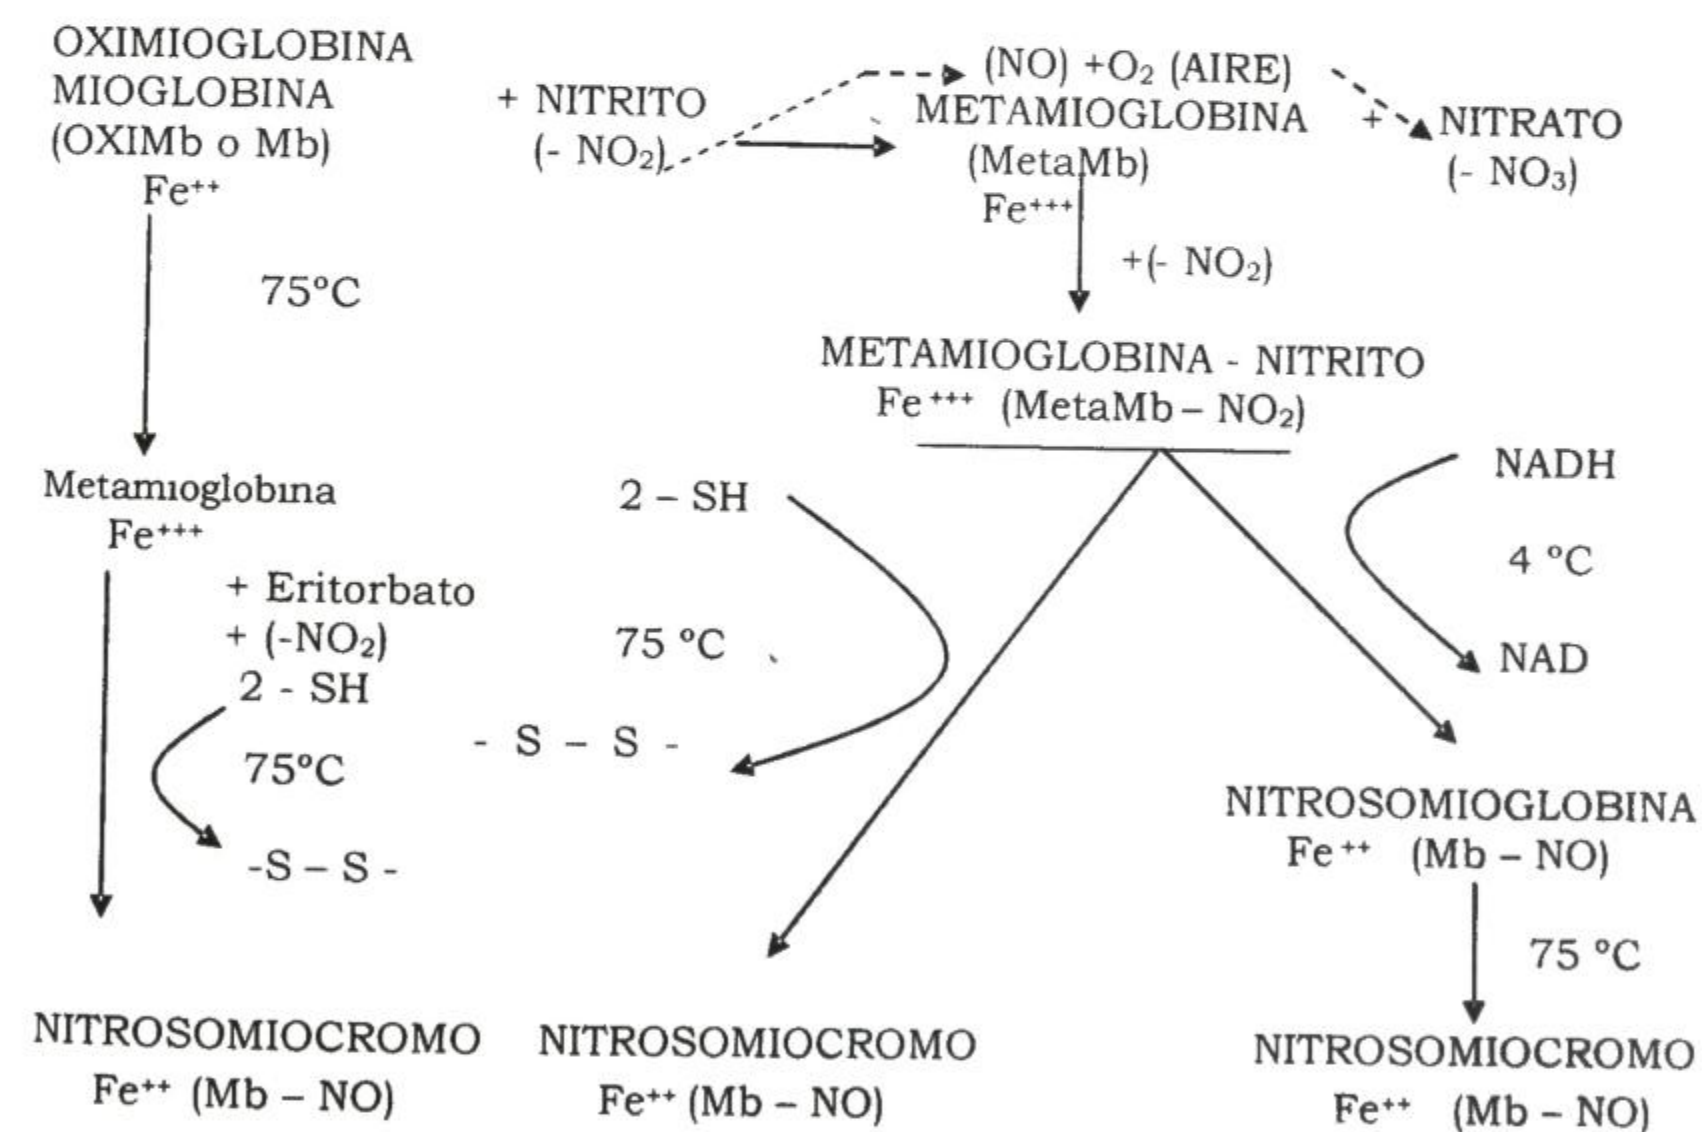 OXIMIOGLOBINA
MIOGLOBINA
(OXIMb o Mb)
Fe⁺⁺
+ NITRITO
(- NO₂)
(NO) +O₂ (AIRE)
METAMIOGLOBINA
(MetaMb)
Fe⁺⁺⁺
+
NITRATO
(- NO₃)
75ºC
+(- NO₂)
METAMIOGLOBINA - NITRITO
Fe⁺⁺⁺ (MetaMb – NO₂)
Metamioglobina
Fe⁺⁺⁺
+ Eritorbato
+ (-NO₂)
2 - SH
75ºC
-S – S -
2 – SH
75 ºC
- S – S -
NADH
4 ºC
NAD
NITROSOMIOGLOBINA
Fe⁺⁺ (Mb – NO)
75 ºC
NITROSOMIOCROMO
Fe⁺⁺ (Mb – NO)
NITROSOMIOCROMO
Fe⁺⁺ (Mb – NO)
NITROSOMIOCROMO
Fe⁺⁺ (Mb – NO)